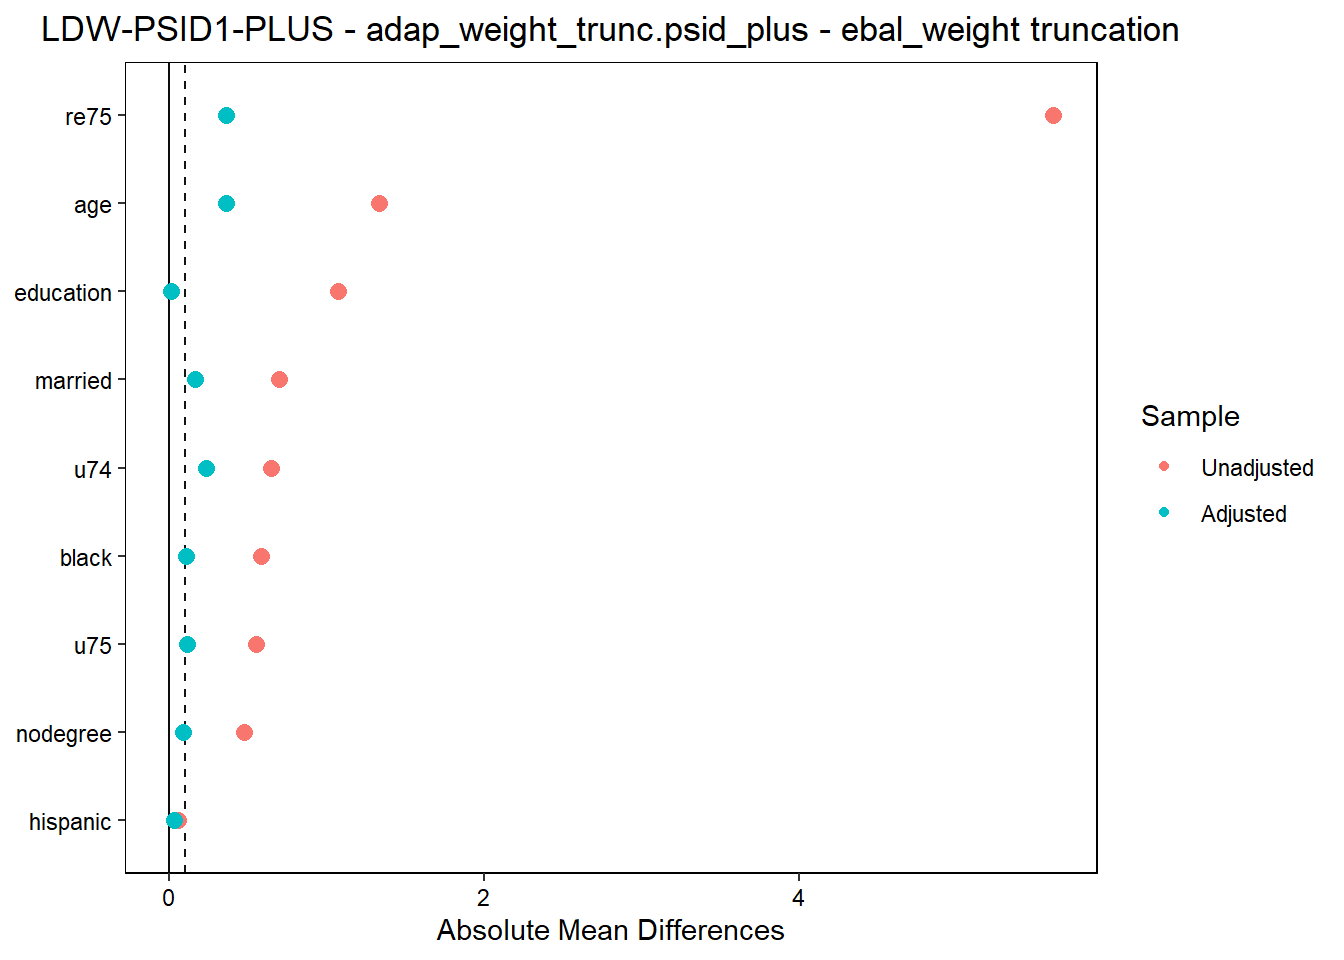 LDW-PSID1-PLUS - adap_weight_trunc.psid_plus - ebal_weight truncation
re75
age
education
married
u74
black
u75
nodegree
hispanic
0 2 4
Absolute Mean Differences
Sample
Unadjusted
Adjusted